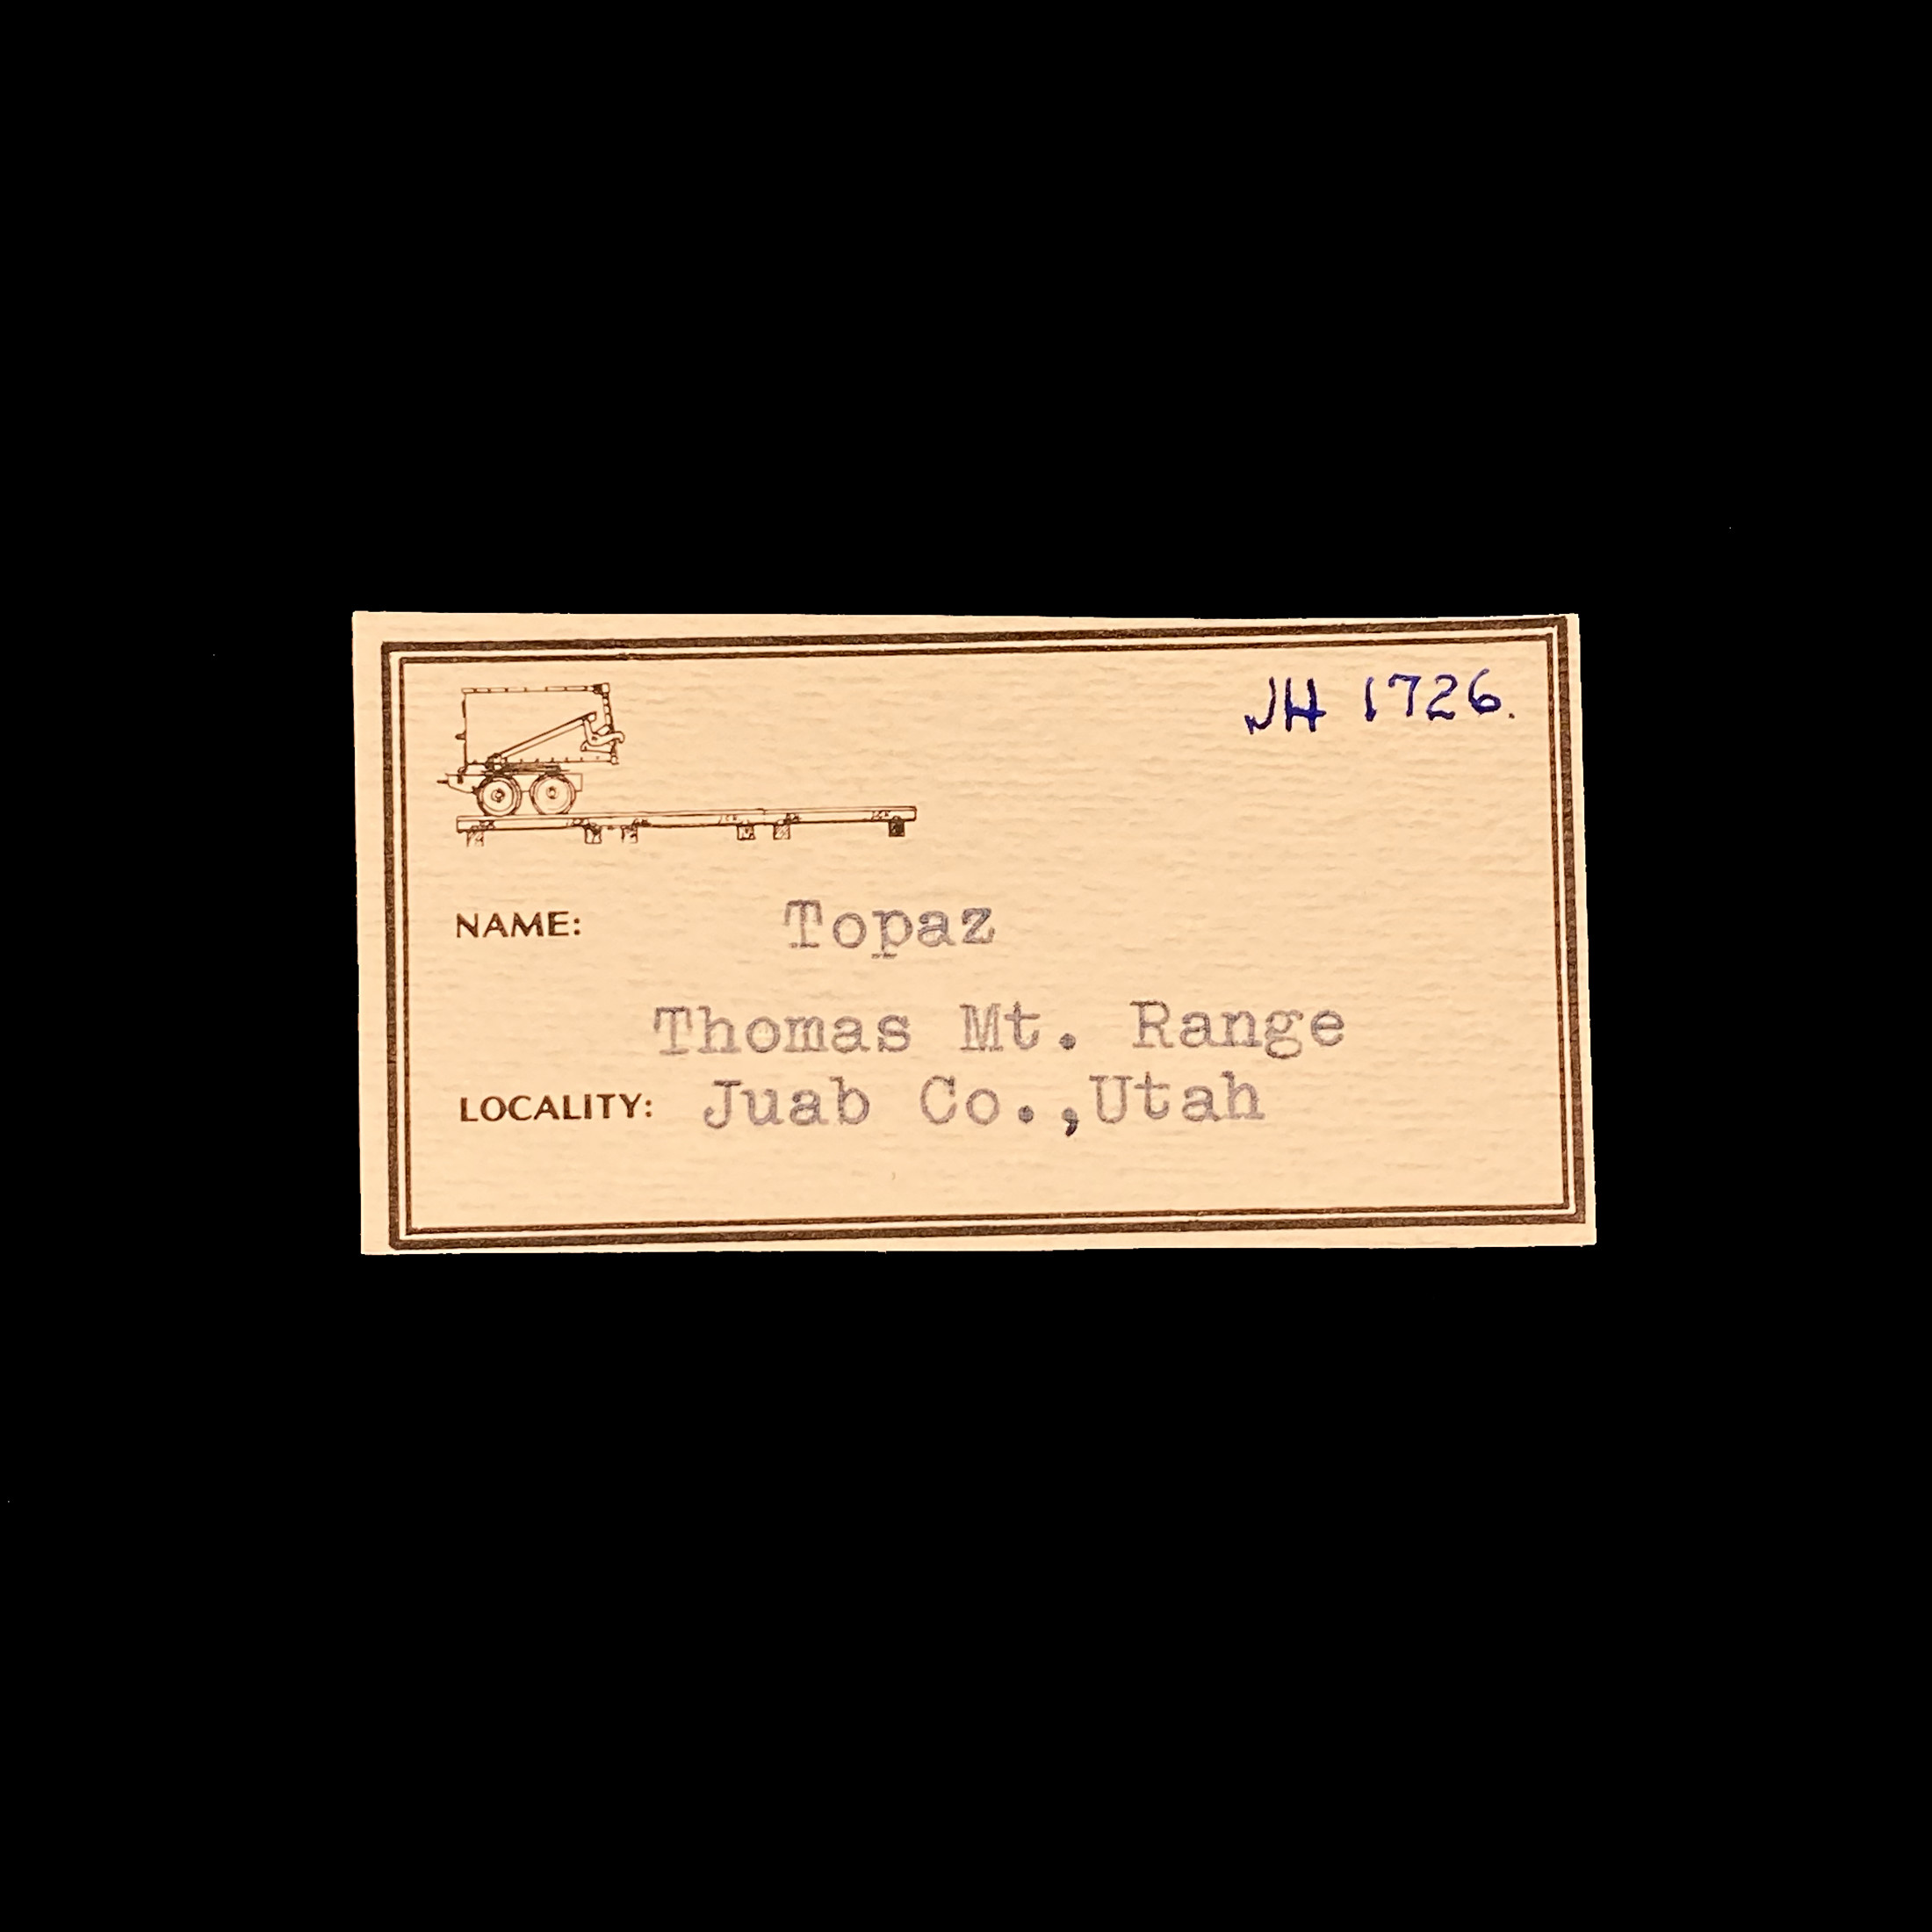 JH 1726.
NAME: Topaz
Thomas Mt. Range
LOCALITY: Juab Co.,Utah